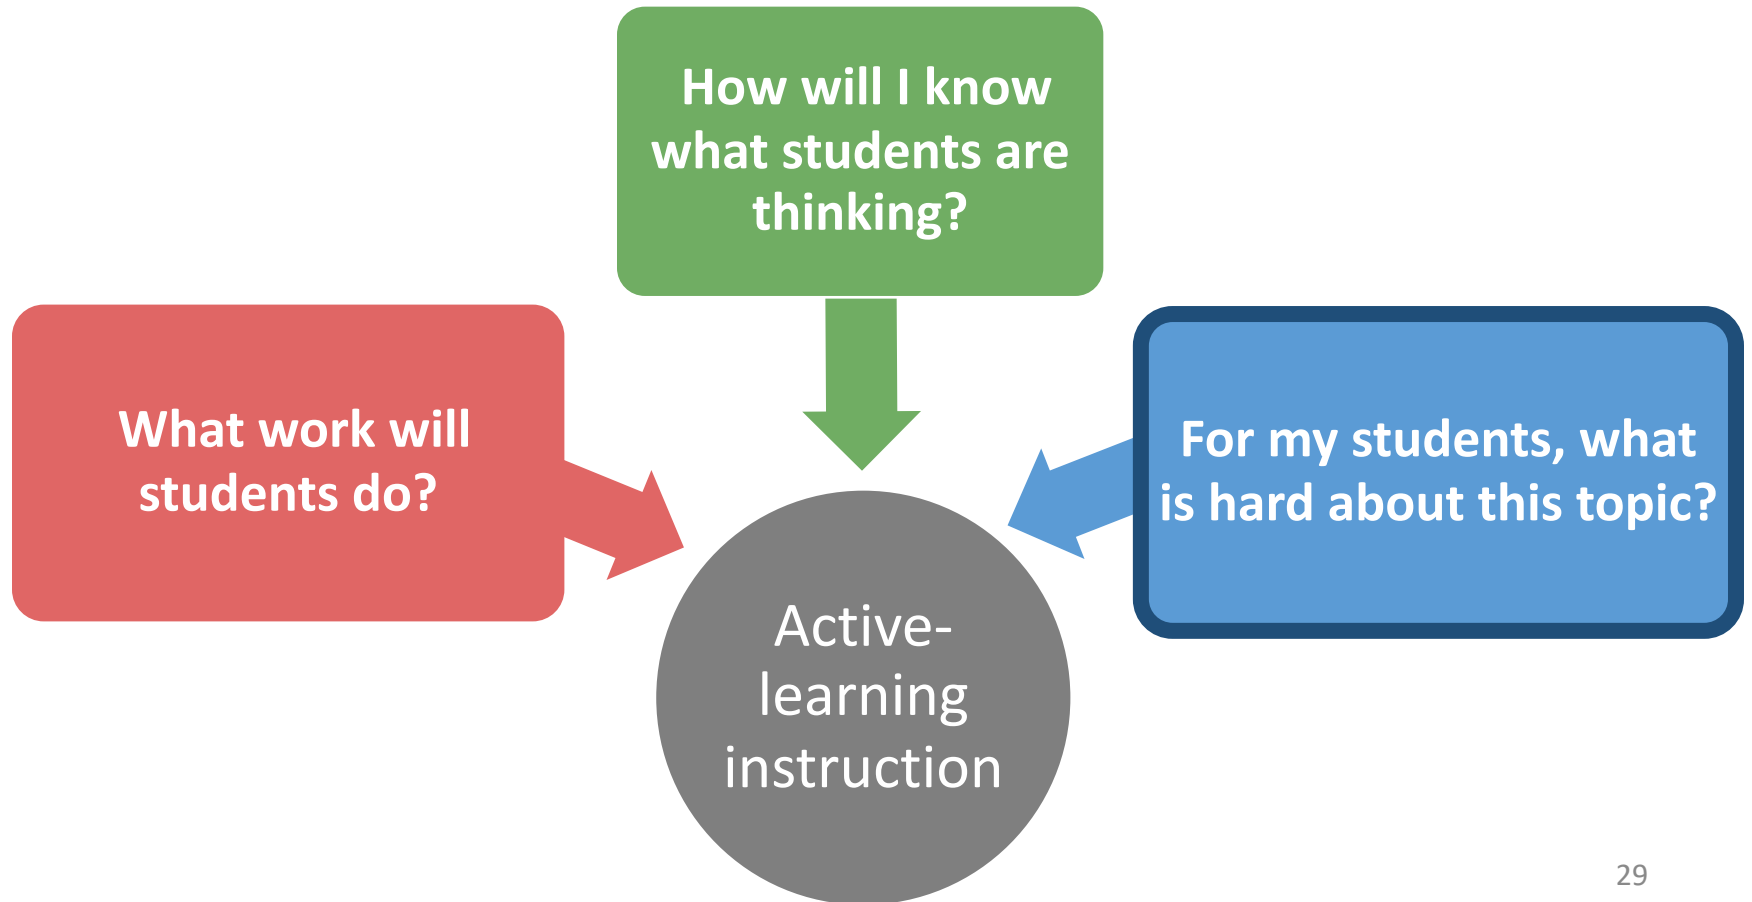 How will I know
what students are
thinking?
What work will
students do?
For my students, what
is hard about this topic?
Active-
learning
instruction
29